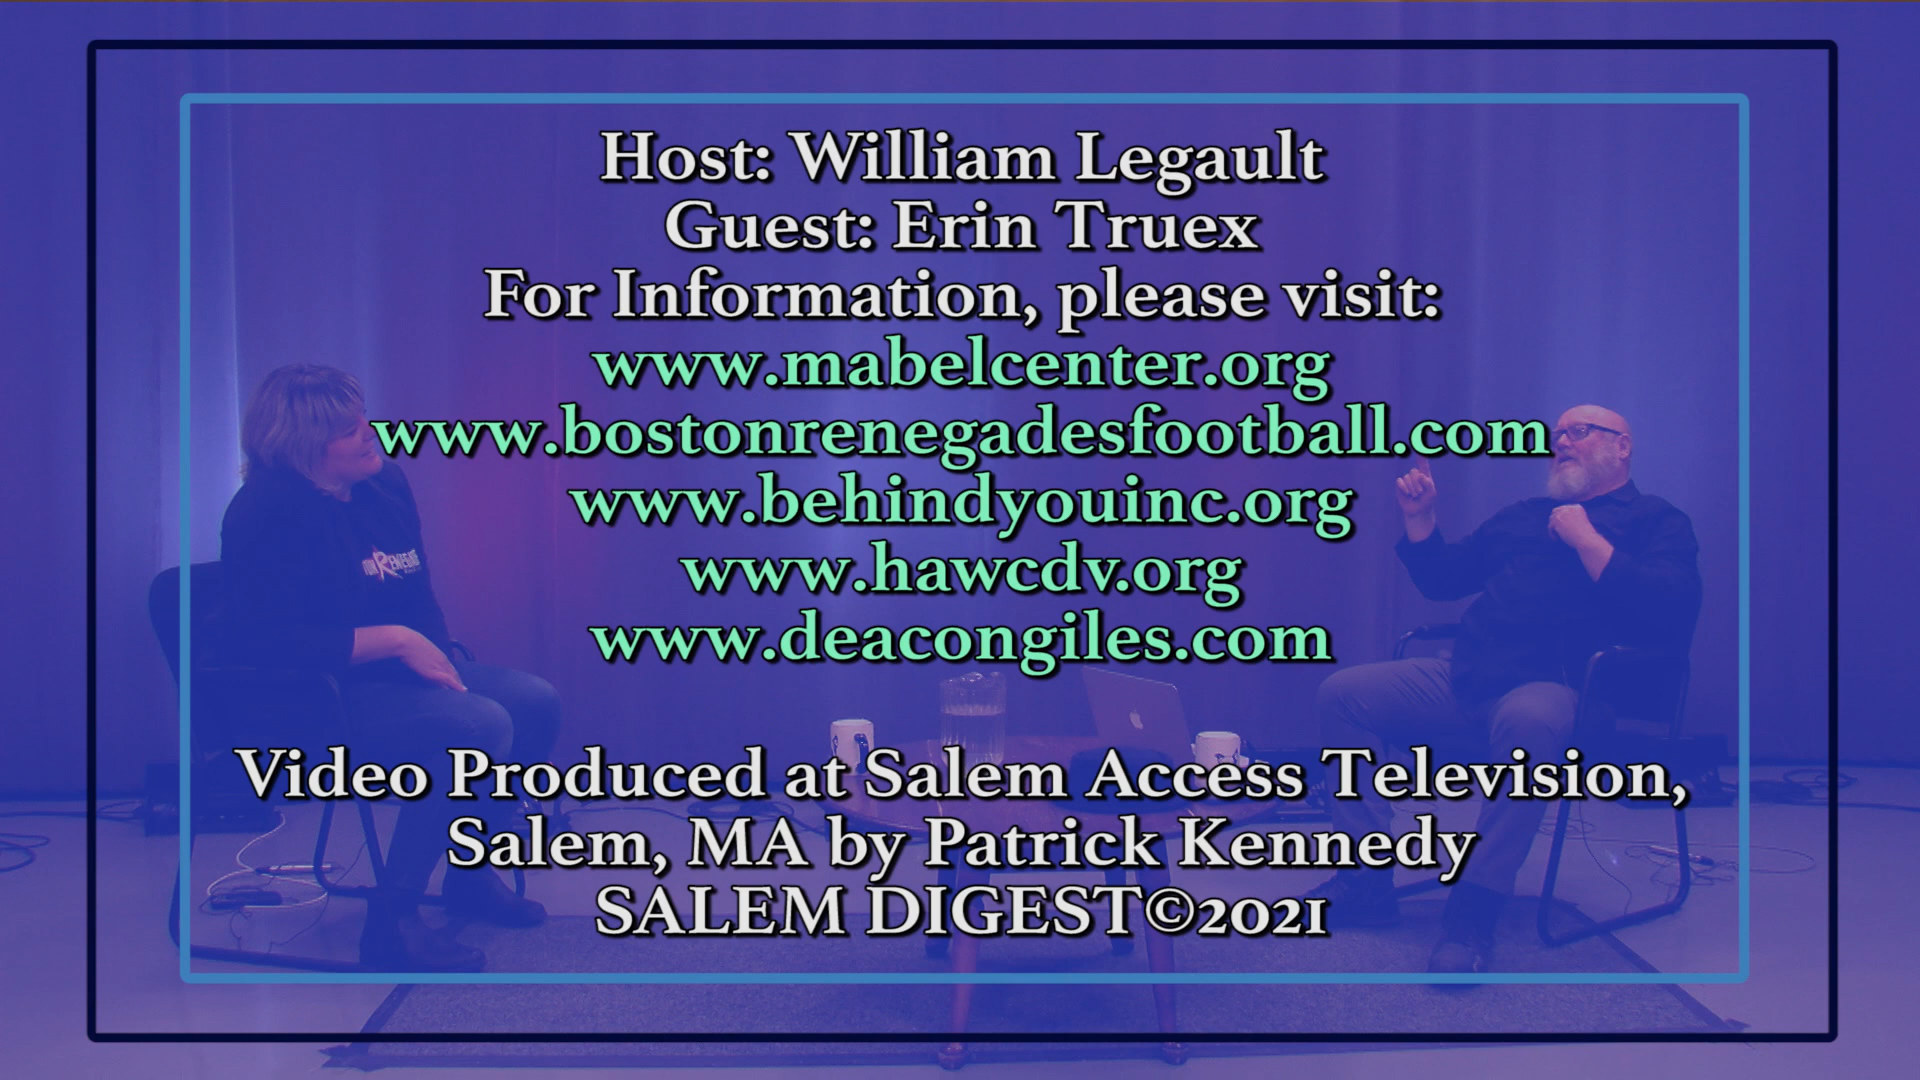 Host: William Legault
Guest: Erin Truex
For Information, please visit:
www.mabelcenter.org
www.bostonrenegadesfootball.com
www.behindyouinc.org
www.hawcdv.org
www.deacongiles.com
Video Produced at Salem Access Television,
Salem, MA by Patrick Kennedy
SALEM DIGEST©2021